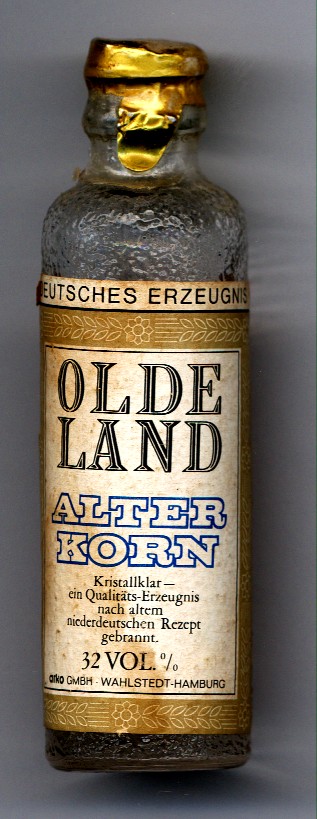 EUTSCHES ERZEUGNIS
OLDE
LAND
ALTER
KORN
Kristallklar —
ein Qualitäts-Erzeugnis
nach altem
niederdeutschen Rezept
gebrannt.
32 VOL. %
arko GMBH · WAHLSTEDT-HAMBURG